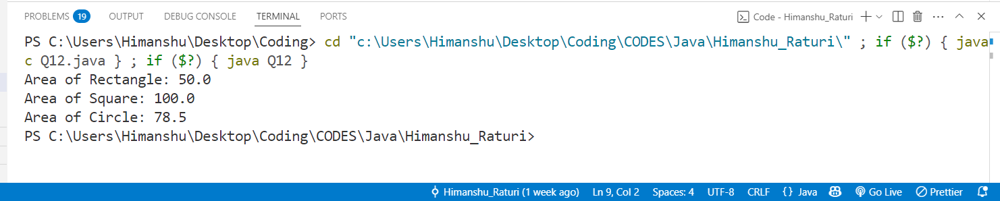 PROBLEMS 19 OUTPUT DEBUG CONSOLE TERMINAL PORTS Code - Himanshu_Raturi
PS C:\Users\Himanshu\Desktop\Coding> cd "c:\Users\Himanshu\Desktop\Coding\CODES\Java\Himanshu_Raturi\" ; if ($?) { java
c Q12.java } ; if ($?) { java Q12 }
Area of Rectangle: 50.0
Area of Square: 100.0
Area of Circle: 78.5
PS C:\Users\Himanshu\Desktop\Coding\CODES\Java\Himanshu_Raturi>
Himanshu_Raturi (1 week ago) Ln 9, Col 2 Spaces: 4 UTF-8 CRLF {} Java Go Live Prettier